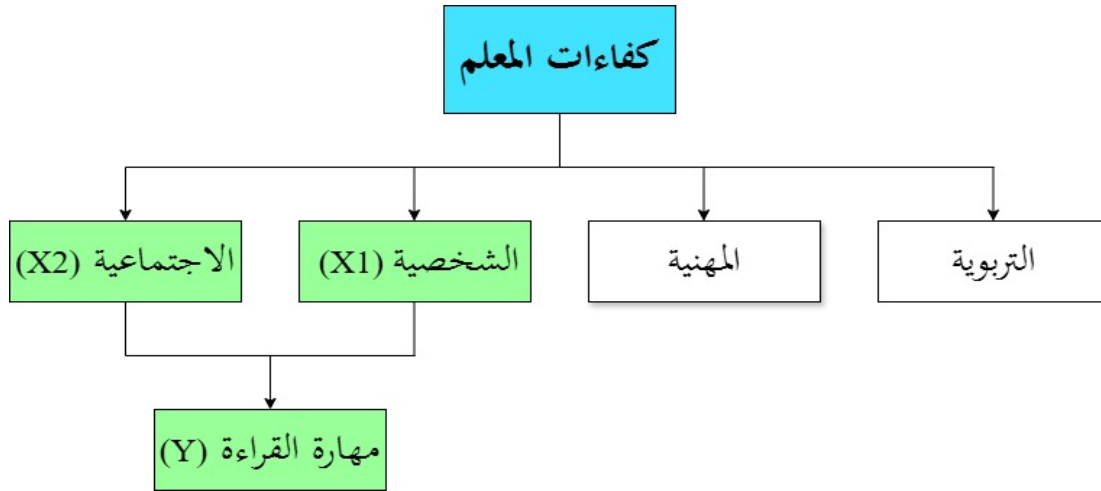 كفاءات المعلم
التربوية
المهنية
الشخصية (X1)
الاجتماعية (X2)
مهارة القراءة (Y)